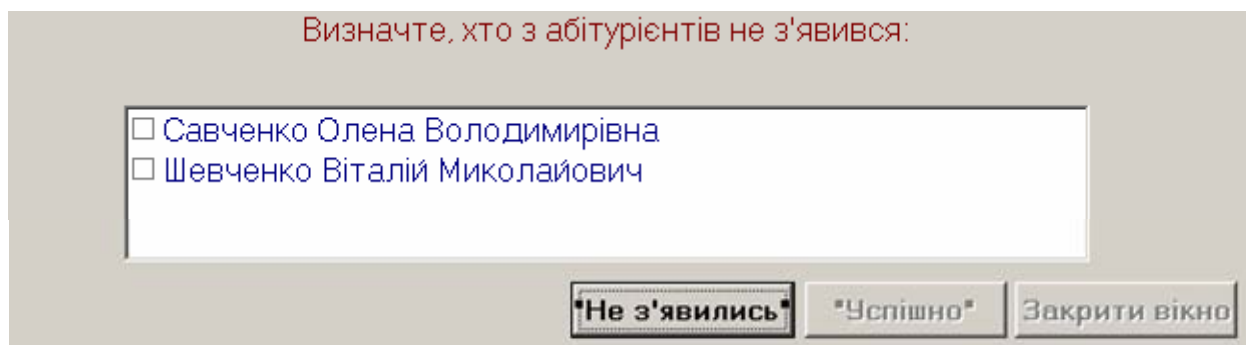 Визначте, хто з абітурієнтів не з'явився:
Савченко Олена Володимирівна
Шевченко Віталій Миколайович
"Не з'явились" "Успішно" Закрити вікно